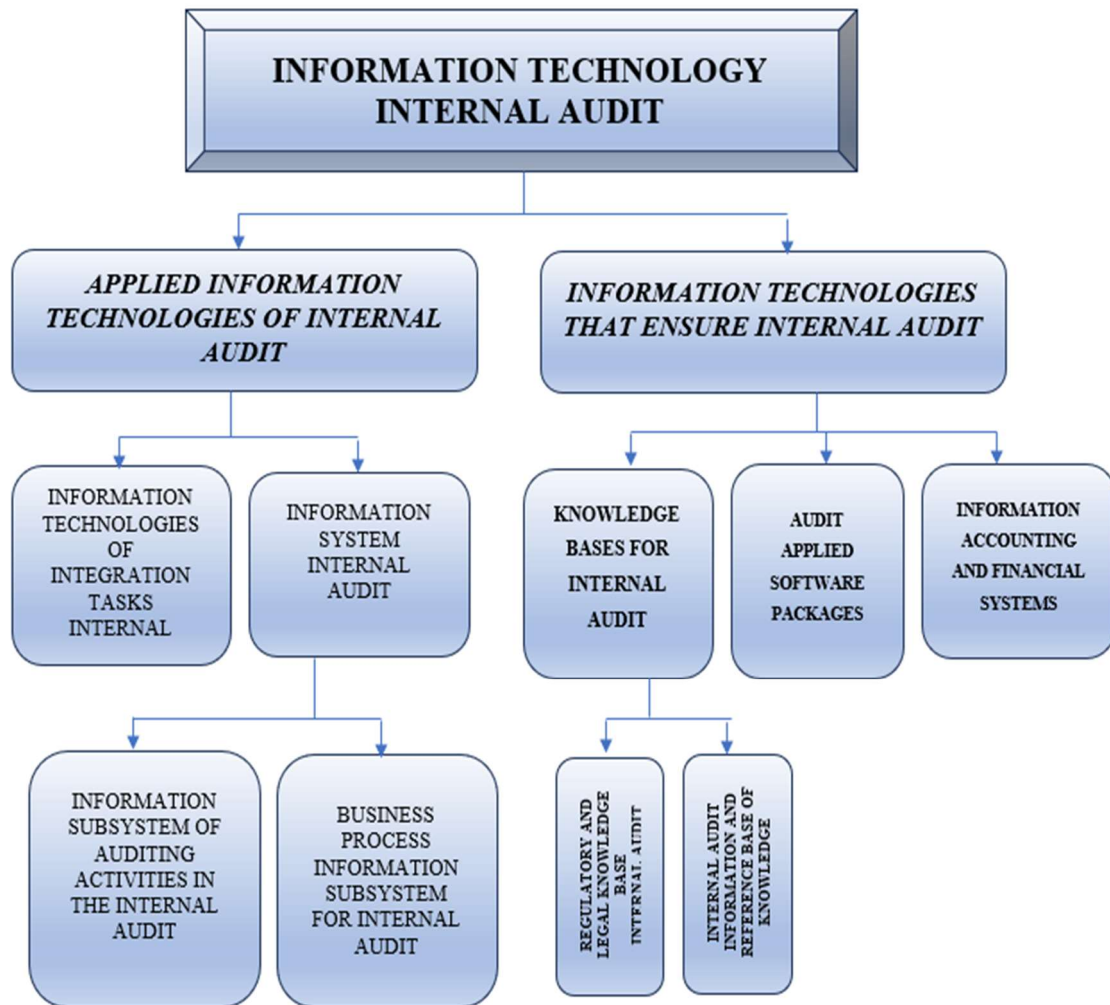 INFORMATION TECHNOLOGY
INTERNAL AUDIT
APPLIED INFORMATION
TECHNOLOGIES OF INTERNAL
AUDIT
INFORMATION TECHNOLOGIES
THAT ENSURE INTERNAL AUDIT
INFORMATION
TECHNOLOGIES
OF
INTEGRATION
TASKS
INTERNAL
INFORMATION
SYSTEM
INTERNAL
AUDIT
KNOWLEDGE
BASES FOR
INTERNAL
AUDIT
AUDIT
APPLIED
SOFTWARE
PACKAGES
INFORMATION
ACCOUNTING
AND FINANCIAL
SYSTEMS
INFORMATION
SUBSYSTEM OF
AUDITING
ACTIVITIES IN
THE INTERNAL
AUDIT
BUSINESS
PROCESS
INFORMATION
SUBSYSTEM
FOR INTERNAL
AUDIT
REGULATORY AND
LEGAL KNOWLEDGE
BASE
INTERNAL AUDIT
INTERNAL AUDIT
INFORMATION AND
REFERENCE BASE OF
KNOWLEDGE